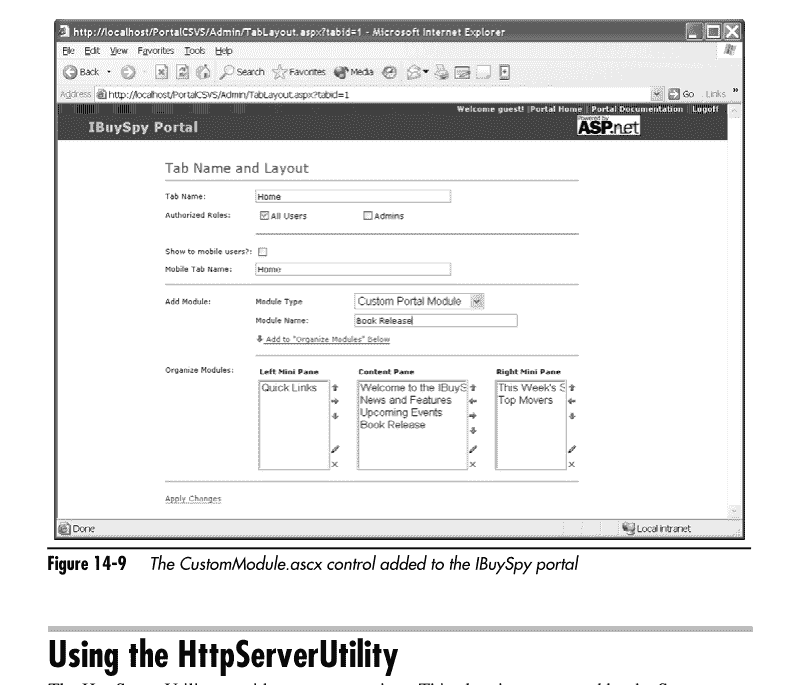 http://localhost/PortalCSVS/Admin/TabLayout.aspx?tabid=1 - Microsoft Internet Explorer
File Edit View Favorites Tools Help
Back Search Favorites Media
Address http://localhost/PortalCSVS/Admin/TabLayout.aspx?tabid=1 Go Links »
Welcome guest! | Portal Home | Portal Documentation | Logoff
IBuySpy Portal
Powered by
ASP.net
Tab Name and Layout
Tab Name: Home
Authorized Roles: All Users Admins
Show to mobile users?:
Mobile Tab Name: Home
Add Module: Module Type Custom Portal Module
Module Name: Book Release
Add to "Organize Modules" Below
Organize Modules: Left Mini Pane Content Pane Right Mini Pane
Quick Links Welcome to the IBuyS This Week's S
News and Features Top Movers
Upcoming Events
Book Release
Apply Changes
Done Local intranet
Figure 14-9 The CustomModule.ascx control added to the IBuySpy portal
Using the HttpServerUtility